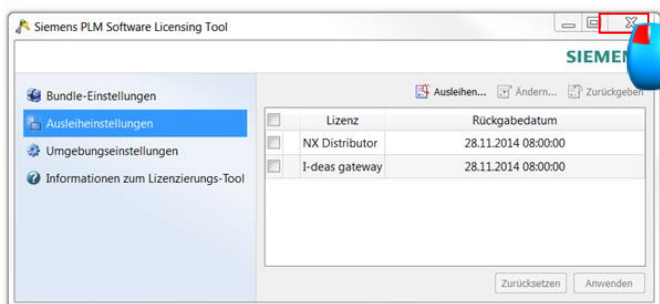 Siemens PLM Software Licensing Tool
Ausleihen... Ändern... Zurückgeben
Bundle-Einstellungen
Ausleiheinstellungen
Umgebungseinstellungen
Informationen zum Lizenzierungs-Tool
Lizenz Rückgabedatum
NX Distributor 28.11.2014 08:00:00
I-deas gateway 28.11.2014 08:00:00
Zurücksetzen Anwenden